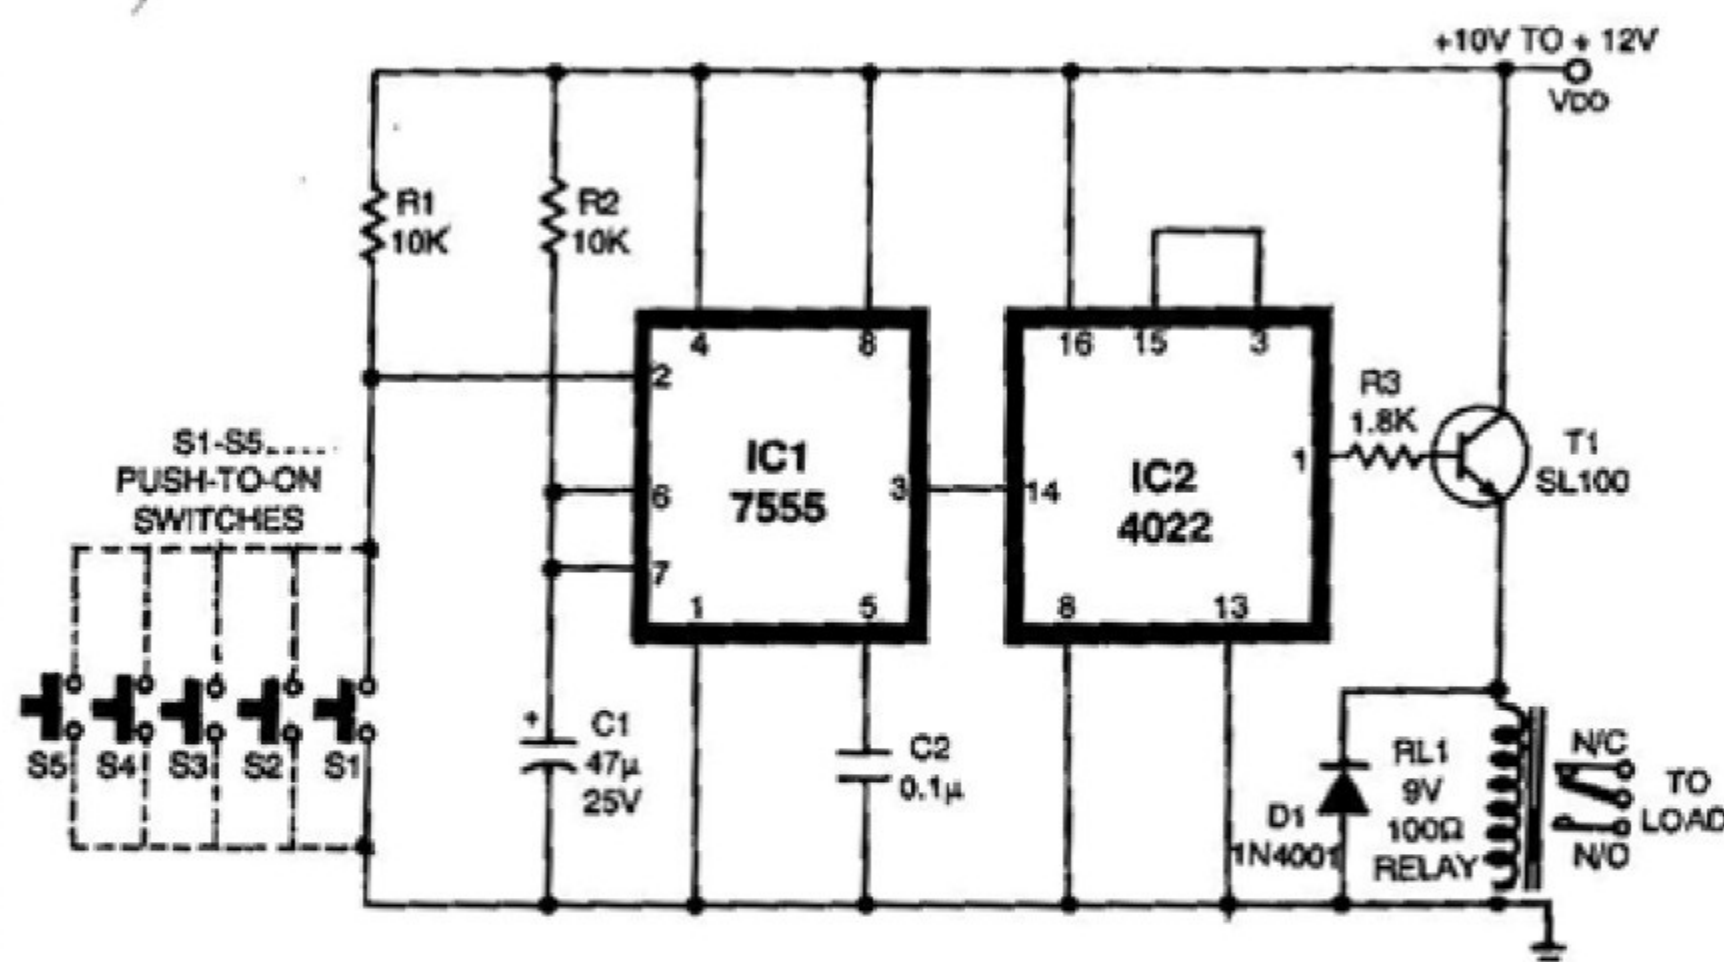 +10V TO + 12V
VDD
R1
10K
R2
10K
4
8
16
15
3
2
R3
1.8K
S1-S5....
PUSH-TO-ON
SWITCHES
IC1
7555
6
3
7
1
5
14
IC2
4022
1
8
13
T1
SL100
S5
S4
S3
S2
S1
+
C1
47µ
25V
C2
0.1µ
D1
1N4001
RL1
9V
100Ω
RELAY
N/C
N/O
TO
LOAD